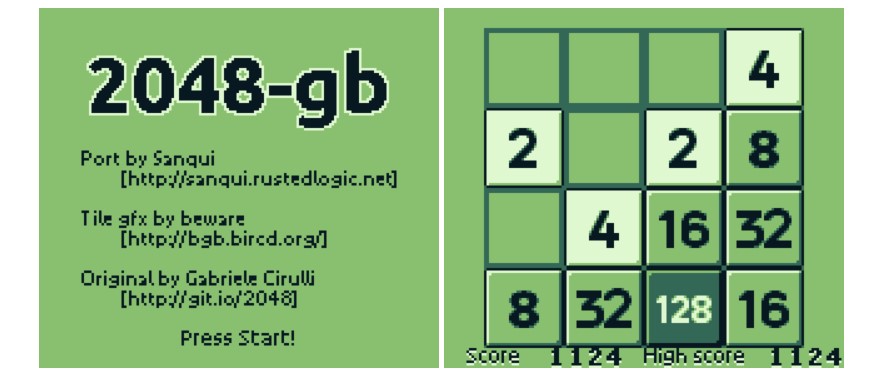 2048-gb
Port by Sanqui
[http://sanqui.rustedlogic.net]
Tile gfx by beware
[http://bgb.bircd.org/]
Original by Gabriele Cirulli
[http://git.io/2048]
Press Start!
4
2 2 8
4 16 32
8 32 128 16
Score 1124 High score 1124